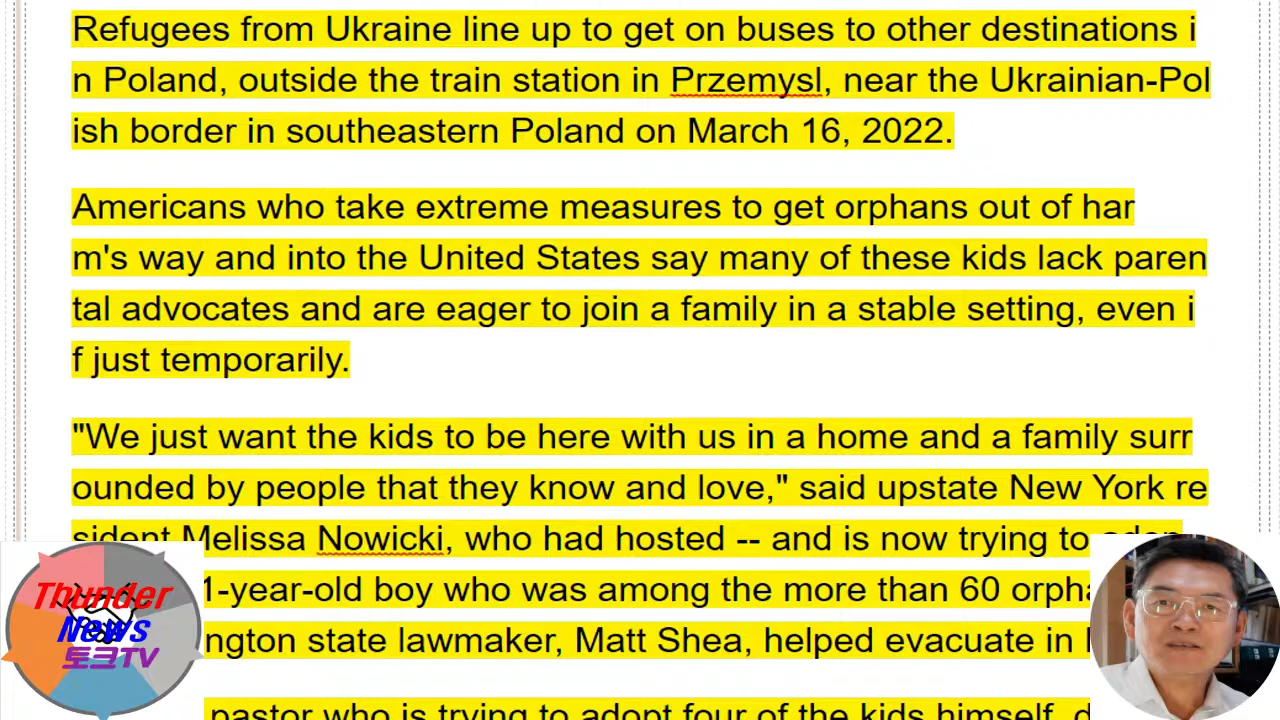 Refugees from Ukraine line up to get on buses to other destinations i
n Poland, outside the train station in Przemysl, near the Ukrainian-Pol
ish border in southeastern Poland on March 16, 2022.
Americans who take extreme measures to get orphans out of har
m's way and into the United States say many of these kids lack paren
tal advocates and are eager to join a family in a stable setting, even i
f just temporarily.
"We just want the kids to be here with us in a home and a family surr
ounded by people that they know and love," said upstate New York re
sident Melissa Nowicki, who had hosted -- and is now trying to adop
1-year-old boy who was among the more than 60 orpha
ngton state lawmaker, Matt Shea, helped evacuate in
pastor who is trying to adopt four of the kids himself, d
Thunder
News
토크TV